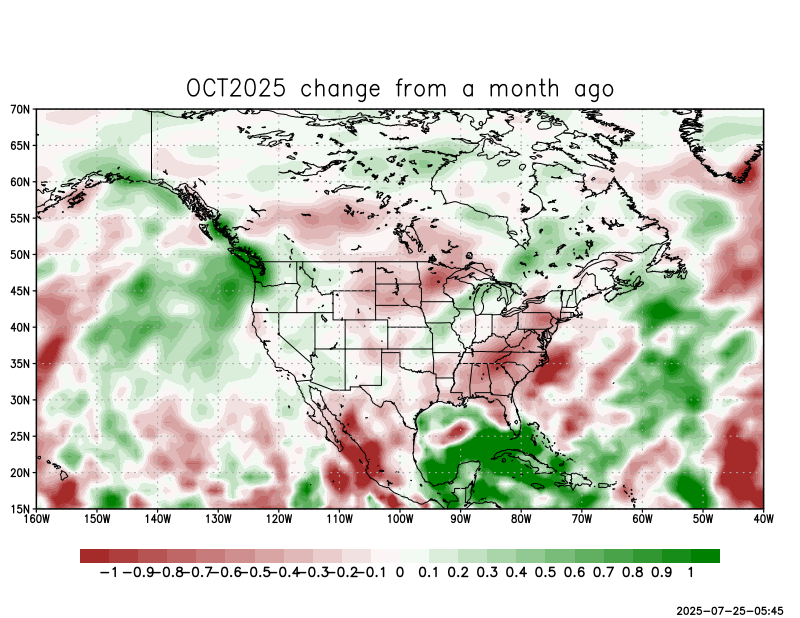 OCT2025 change from a month ago
70N
65N
60N
55N
50N
45N
40N
35N
30N
25N
20N
15N
160W 150W 140W 130W 120W 110W 100W 90W 80W 70W 60W 50W 40W
-1 -0.9 -0.8 -0.7 -0.6 -0.5 -0.4 -0.3 -0.2 -0.1 0 0.1 0.2 0.3 0.4 0.5 0.6 0.7 0.8 0.9 1
2025-07-25-05:45